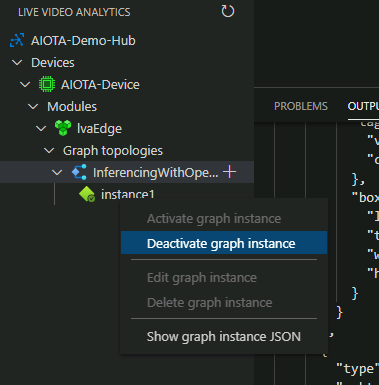 LIVE VIDEO ANALYTICS
AIOTA-Demo-Hub
Devices
AIOTA-Device
Modules
lvaEdge
Graph topologies
InferencingWithOpe...
instance1
Activate graph instance
Deactivate graph instance
Edit graph instance
Delete graph instance
Show graph instance JSON
PROBLEMS OUTPU
"tag
"v
"c
},
"box
"l
"t
"w
"h
}
}
,
{
"type"